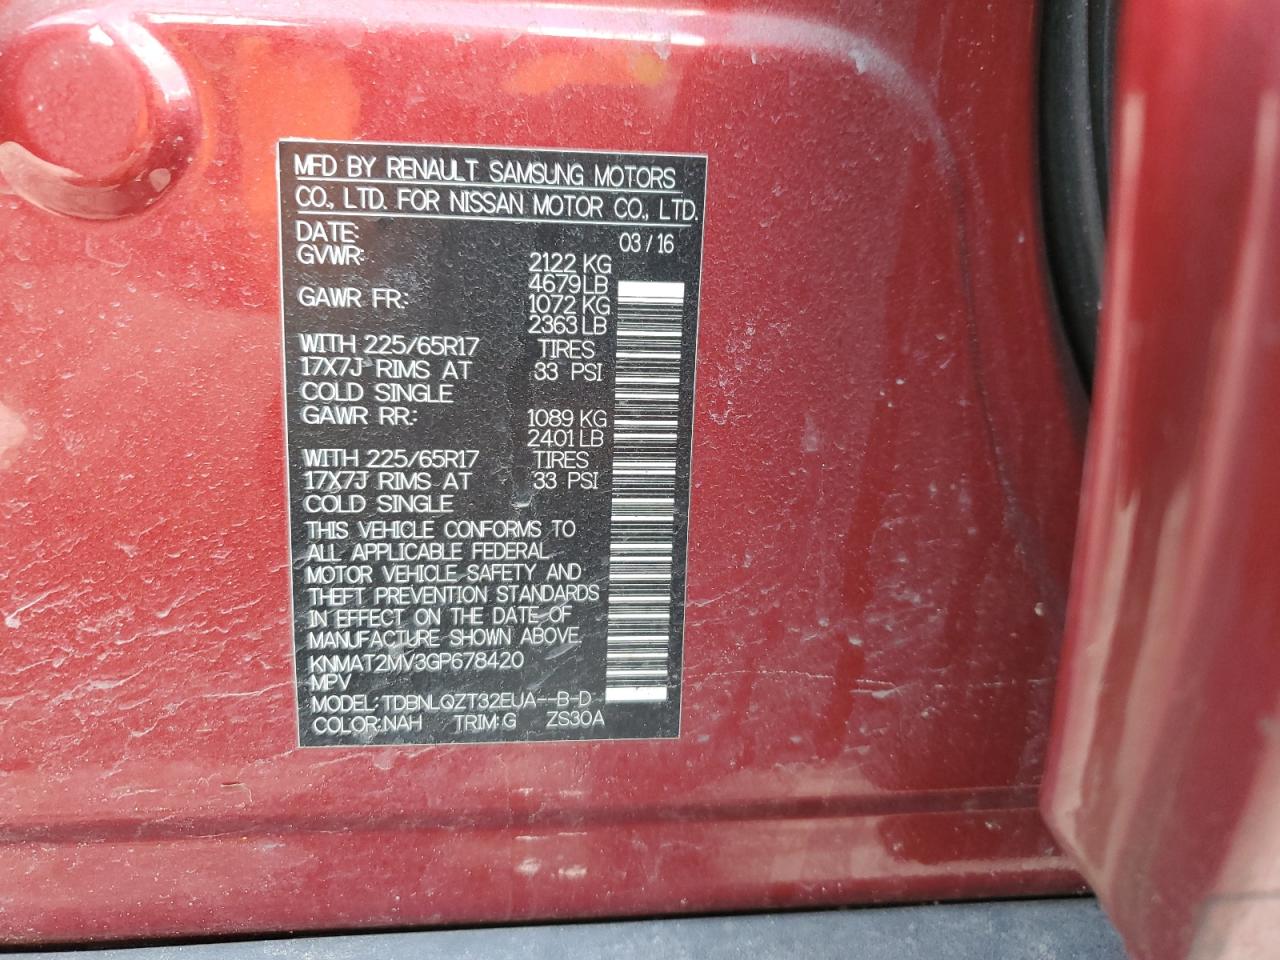 MFD BY RENAULT SAMSUNG MOTORS
CO., LTD. FOR NISSAN MOTOR CO., LTD.
DATE: 03 / 16
GVWR: 2122 KG
4679 LB
GAWR FR: 1072 KG
2363 LB
WITH 225/65R17 TIRES
17X7J RIMS AT 33 PSI
COLD SINGLE
GAWR RR: 1089 KG
2401 LB
WITH 225/65R17 TIRES
17X7J RIMS AT 33 PSI
COLD SINGLE
THIS VEHICLE CONFORMS TO
ALL APPLICABLE FEDERAL
MOTOR VEHICLE SAFETY AND
THEFT PREVENTION STANDARDS
IN EFFECT ON THE DATE OF
MANUFACTURE SHOWN ABOVE.
KNMAT2MV3GP678420
MPV
MODEL: TDBNLQZT32EUA--B-D
COLOR:NAH TRIM:G ZS30A